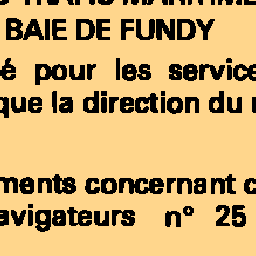 BAIE DE FUNDY
pour les service
que la direction du
ments concernant c
avigateurs n° 25